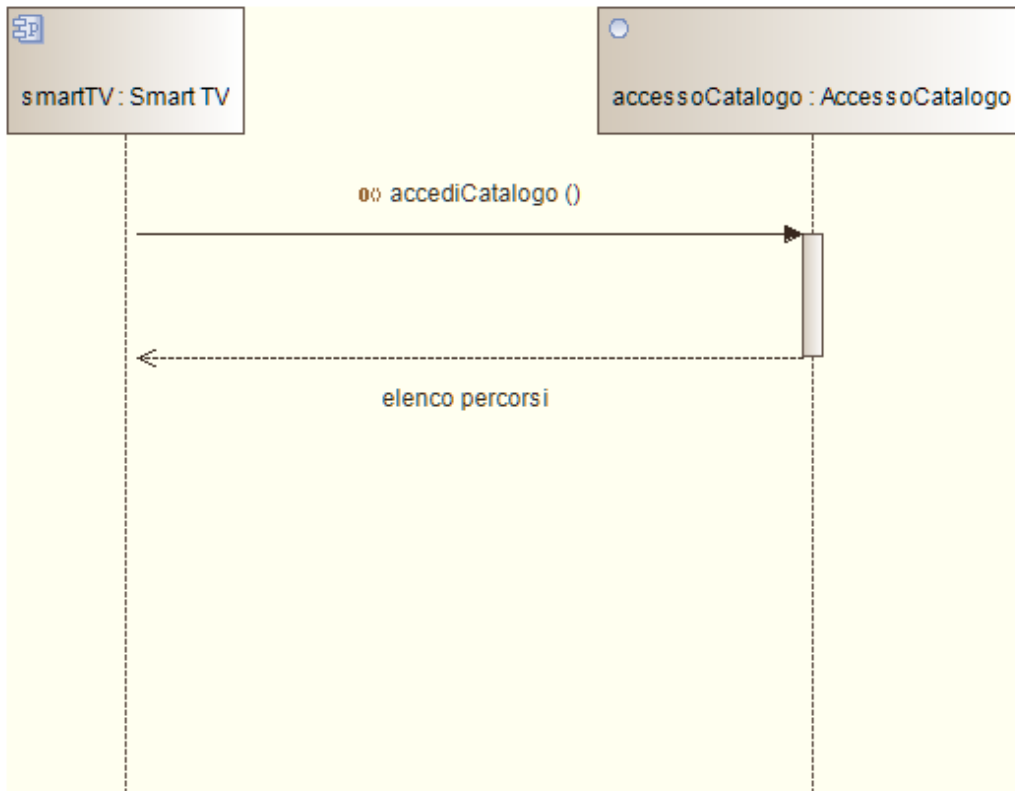 smartTV : Smart TV
accessoCatalogo : AccessoCatalogo
accediCatalogo ()
elenco percorsi